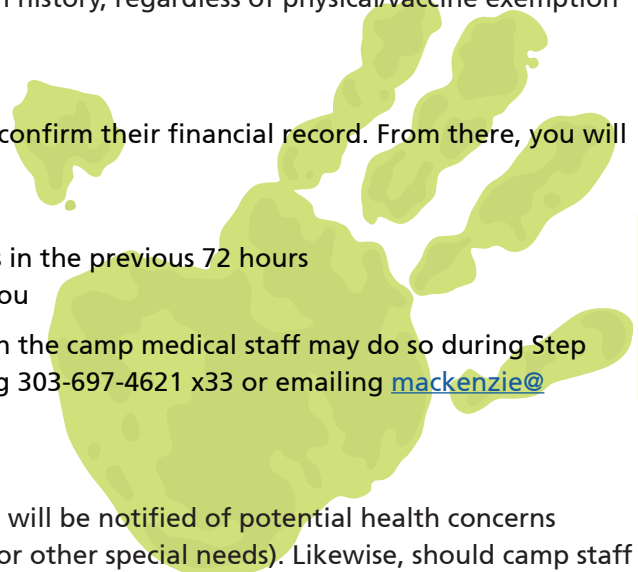 history, regardless of physical/vaccine exemption
confirm their financial record. From there, you will
in the previous 72 hours
ou
the camp medical staff may do so during Step
g 303-697-4621 x33 or emailing mackenzie@
will be notified of potential health concerns
or other special needs). Likewise, should camp staff